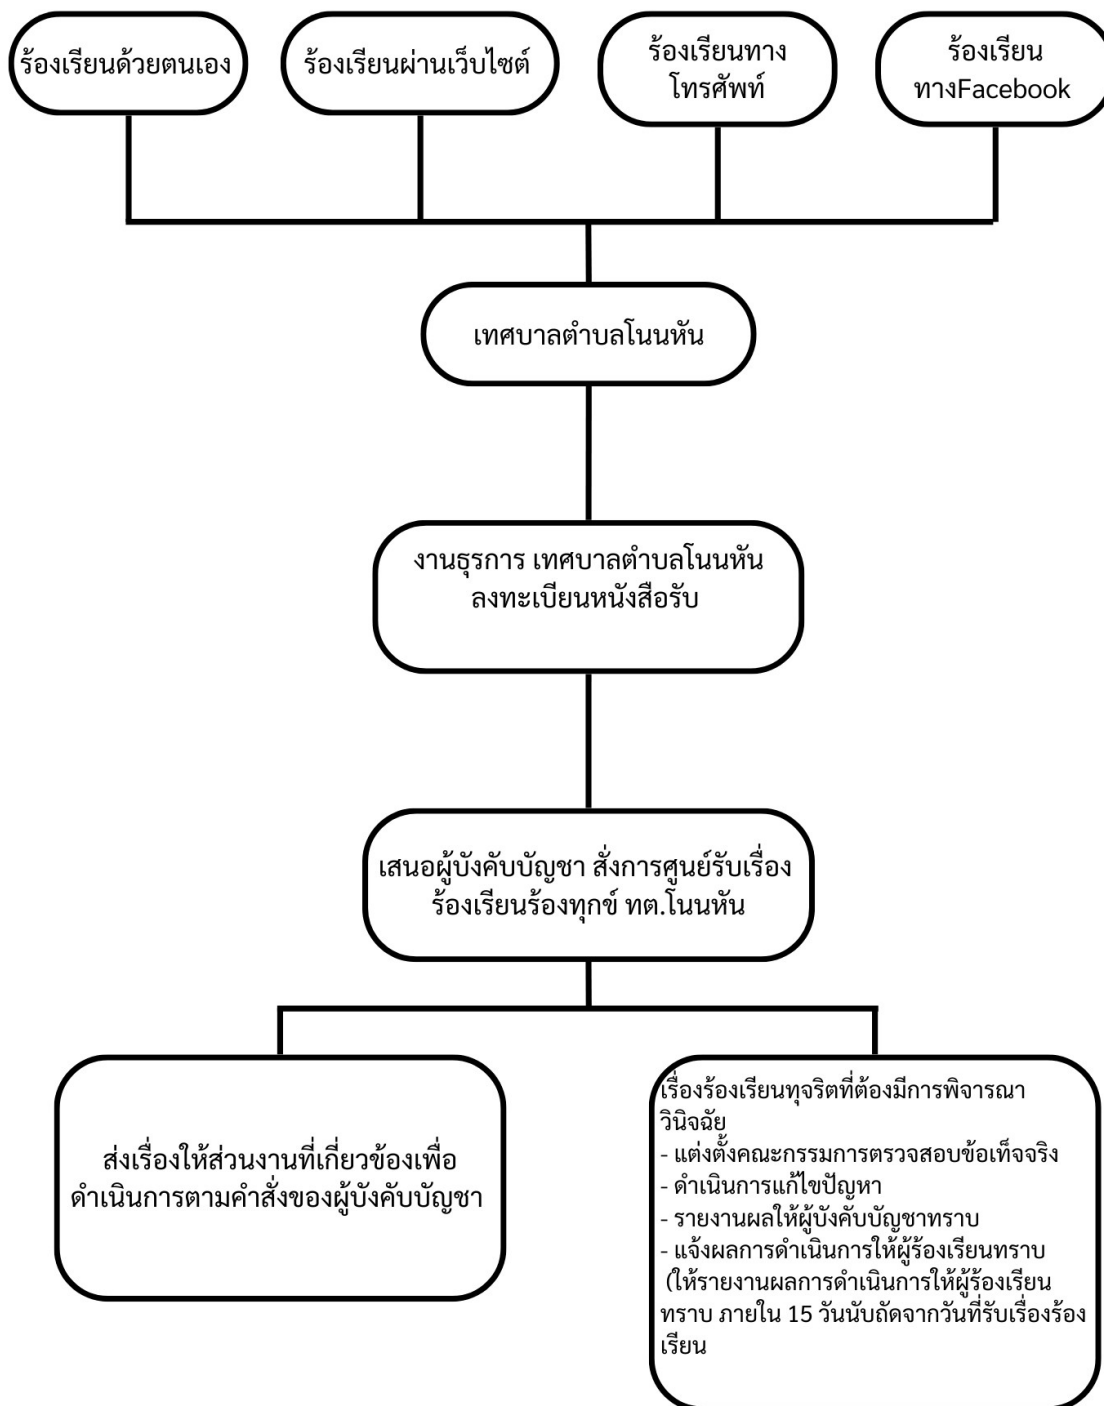 ร้องเรียนด้วยตนเอง
ร้องเรียนผ่านเว็บไซต์
ร้องเรียนทาง
โทรศัพท์
ร้องเรียน
ทางFacebook
เทศบาลตำบลโนนหัน
งานธุรการ เทศบาลตำบลโนนหัน
ลงทะเบียนหนังสือรับ
เสนอผู้บังคับบัญชา สั่งการศูนย์รับเรื่อง
ร้องเรียนร้องทุกข์ ทต.โนนหัน
ส่งเรื่องให้ส่วนงานที่เกี่ยวข้องเพื่อ
ดำเนินการตามคำสั่งของผู้บังคับบัญชา
เรื่องร้องเรียนทุจริตที่ต้องมีการพิจารณา
วินิจฉัย
- แต่งตั้งคณะกรรมการตรวจสอบข้อเท็จจริง
- ดำเนินการแก้ไขปัญหา
- รายงานผลให้ผู้บังคับบัญชาทราบ
- แจ้งผลการดำเนินการให้ผู้ร้องเรียนทราบ
(ให้รายงานผลการดำเนินการให้ผู้ร้องเรียน
ทราบ ภายใน 15 วันนับถัดจากวันที่รับเรื่องร้อง
เรียน